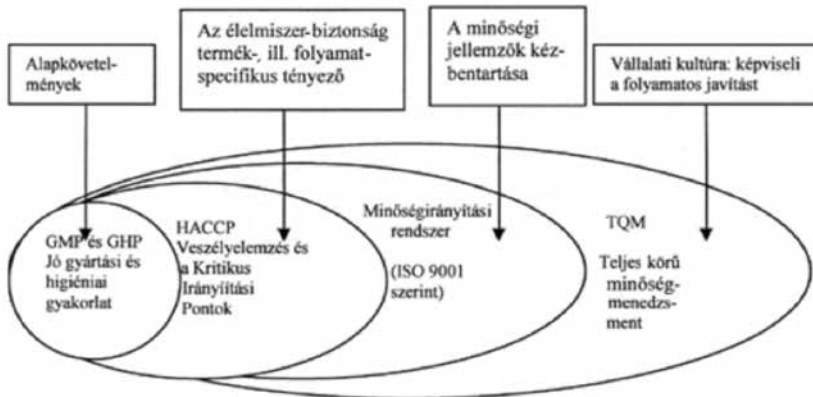 Alapkövetel-
mények
Az élelmiszer-biztonság
termék-, ill. folyamat-
specifikus tényező
A minőségi
jellemzők kéz-
bentartása
Vállalati kultúra: képviseli
a folyamatos javítást
GMP és GHP
Jó gyártási és
higiéniai
gyakorlat
HACCP
Veszélyelemzés és
a Kritikus
Irányíítási
Pontok
Minőségirányítási
rendszer
(ISO 9001
szerint)
TQM
Teljes körű
minőség-
menedzs-
ment